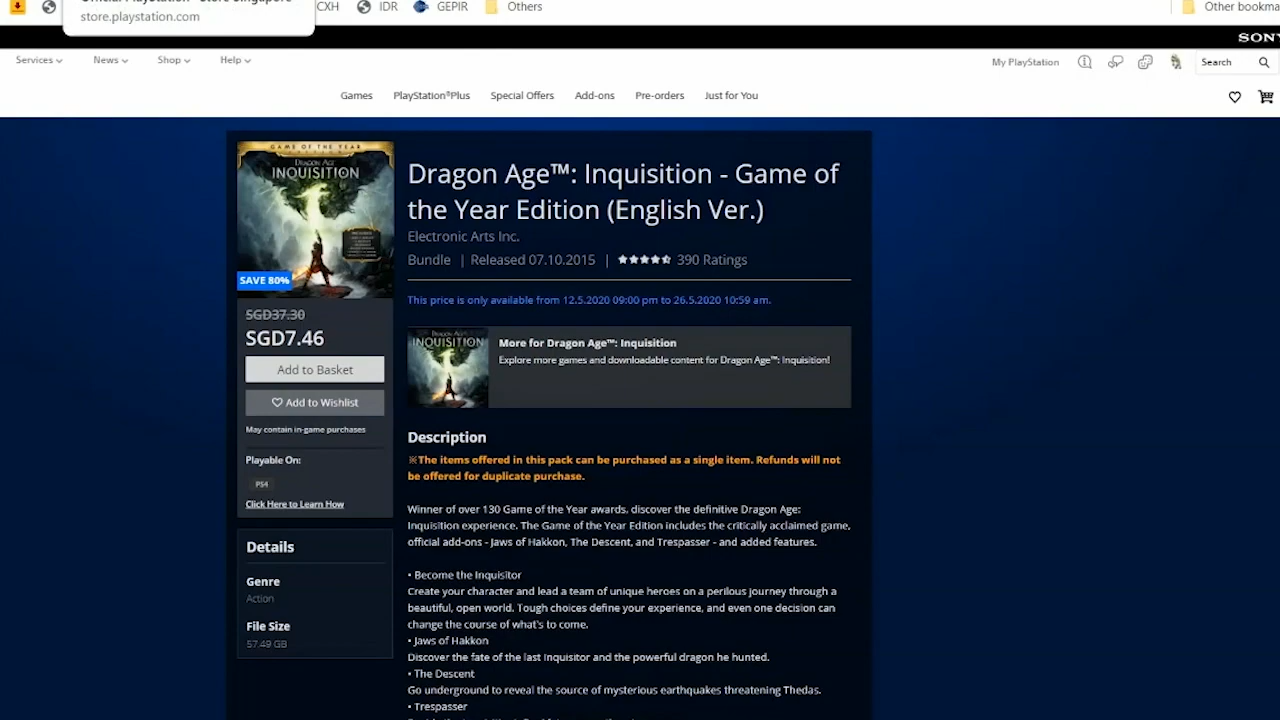 Official PlayStation™Store Singapore
store.playstation.com
CXH
IDR
GEPIR
Others
Other bookma
SONY
Services
News
Shop
Help
My PlayStation
Search
Games
PlayStation®Plus
Special Offers
Add-ons
Pre-orders
Just for You
GAME OF THE YEAR
DRAGON AGE
INQUISITION
SAVE 80%
Dragon Age™: Inquisition - Game of
the Year Edition (English Ver.)
Electronic Arts Inc.
Bundle | Released 07.10.2015 | 390 Ratings
This price is only available from 12.5.2020 09:00 pm to 26.5.2020 10:59 am.
SGD37.30
SGD7.46
Add to Basket
Add to Wishlist
May contain in-game purchases
Playable On:
PS4
Click Here to Learn How
Details
Genre
Action
File Size
57.49 GB
DRAGON AGE
INQUISITION
More for Dragon Age™: Inquisition
Explore more games and downloadable content for Dragon Age™: Inquisition!
Description
※The items offered in this pack can be purchased as a single item. Refunds will not
be offered for duplicate purchase.
Winner of over 130 Game of the Year awards, discover the definitive Dragon Age:
Inquisition experience. The Game of the Year Edition includes the critically acclaimed game,
official add-ons - Jaws of Hakkon, The Descent, and Trespasser - and added features.
• Become the Inquisitor
Create your character and lead a team of unique heroes on a perilous journey through a
beautiful, open world. Tough choices define your experience, and even one decision can
change the course of what's to come.
• Jaws of Hakkon
Discover the fate of the last Inquisitor and the powerful dragon he hunted.
• The Descent
Go underground to reveal the source of mysterious earthquakes threatening Thedas.
• Trespasser